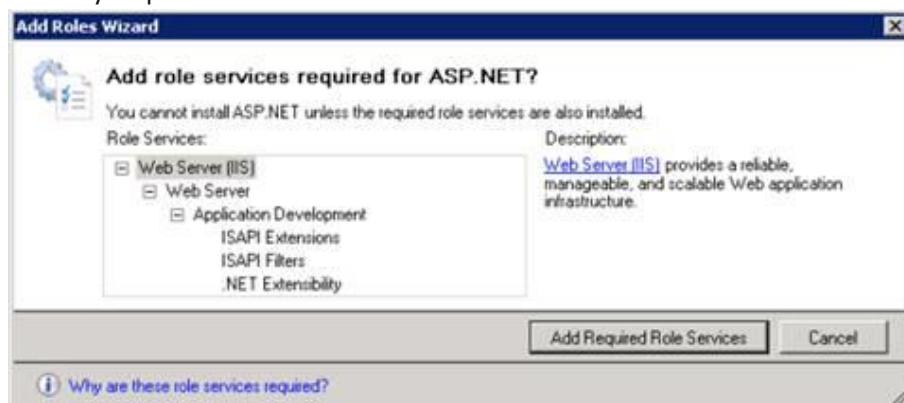 Add Roles Wizard
Add role services required for ASP.NET?
You cannot install ASP.NET unless the required role services are also installed.
Role Services:
Description:
Web Server (IIS)
Web Server (IIS) provides a reliable,
manageable, and scalable Web application
infrastructure.
Web Server
Application Development
ISAPI Extensions
ISAPI Filters
.NET Extensibility
Add Required Role Services
Cancel
Why are these role services required?